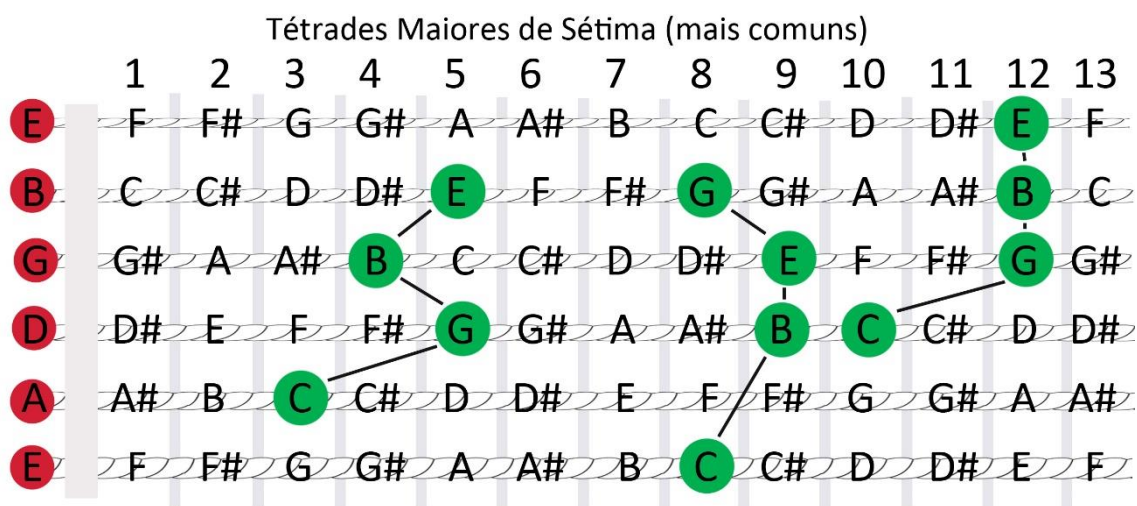 Tétrades Maiores de Sétima (mais comuns)
1 2 3 4 5 6 7 8 9 10 11 12 13
E F F# G G# A A# B C C# D D# E F
B C C# D D# E F F# G G# A A# B C
G G# A A# B C C# D D# E F F# G G#
D D# E F F# G G# A A# B C C# D D#
A A# B C C# D D# E F F# G G# A A#
E F F# G G# A A# B C C# D D# E F